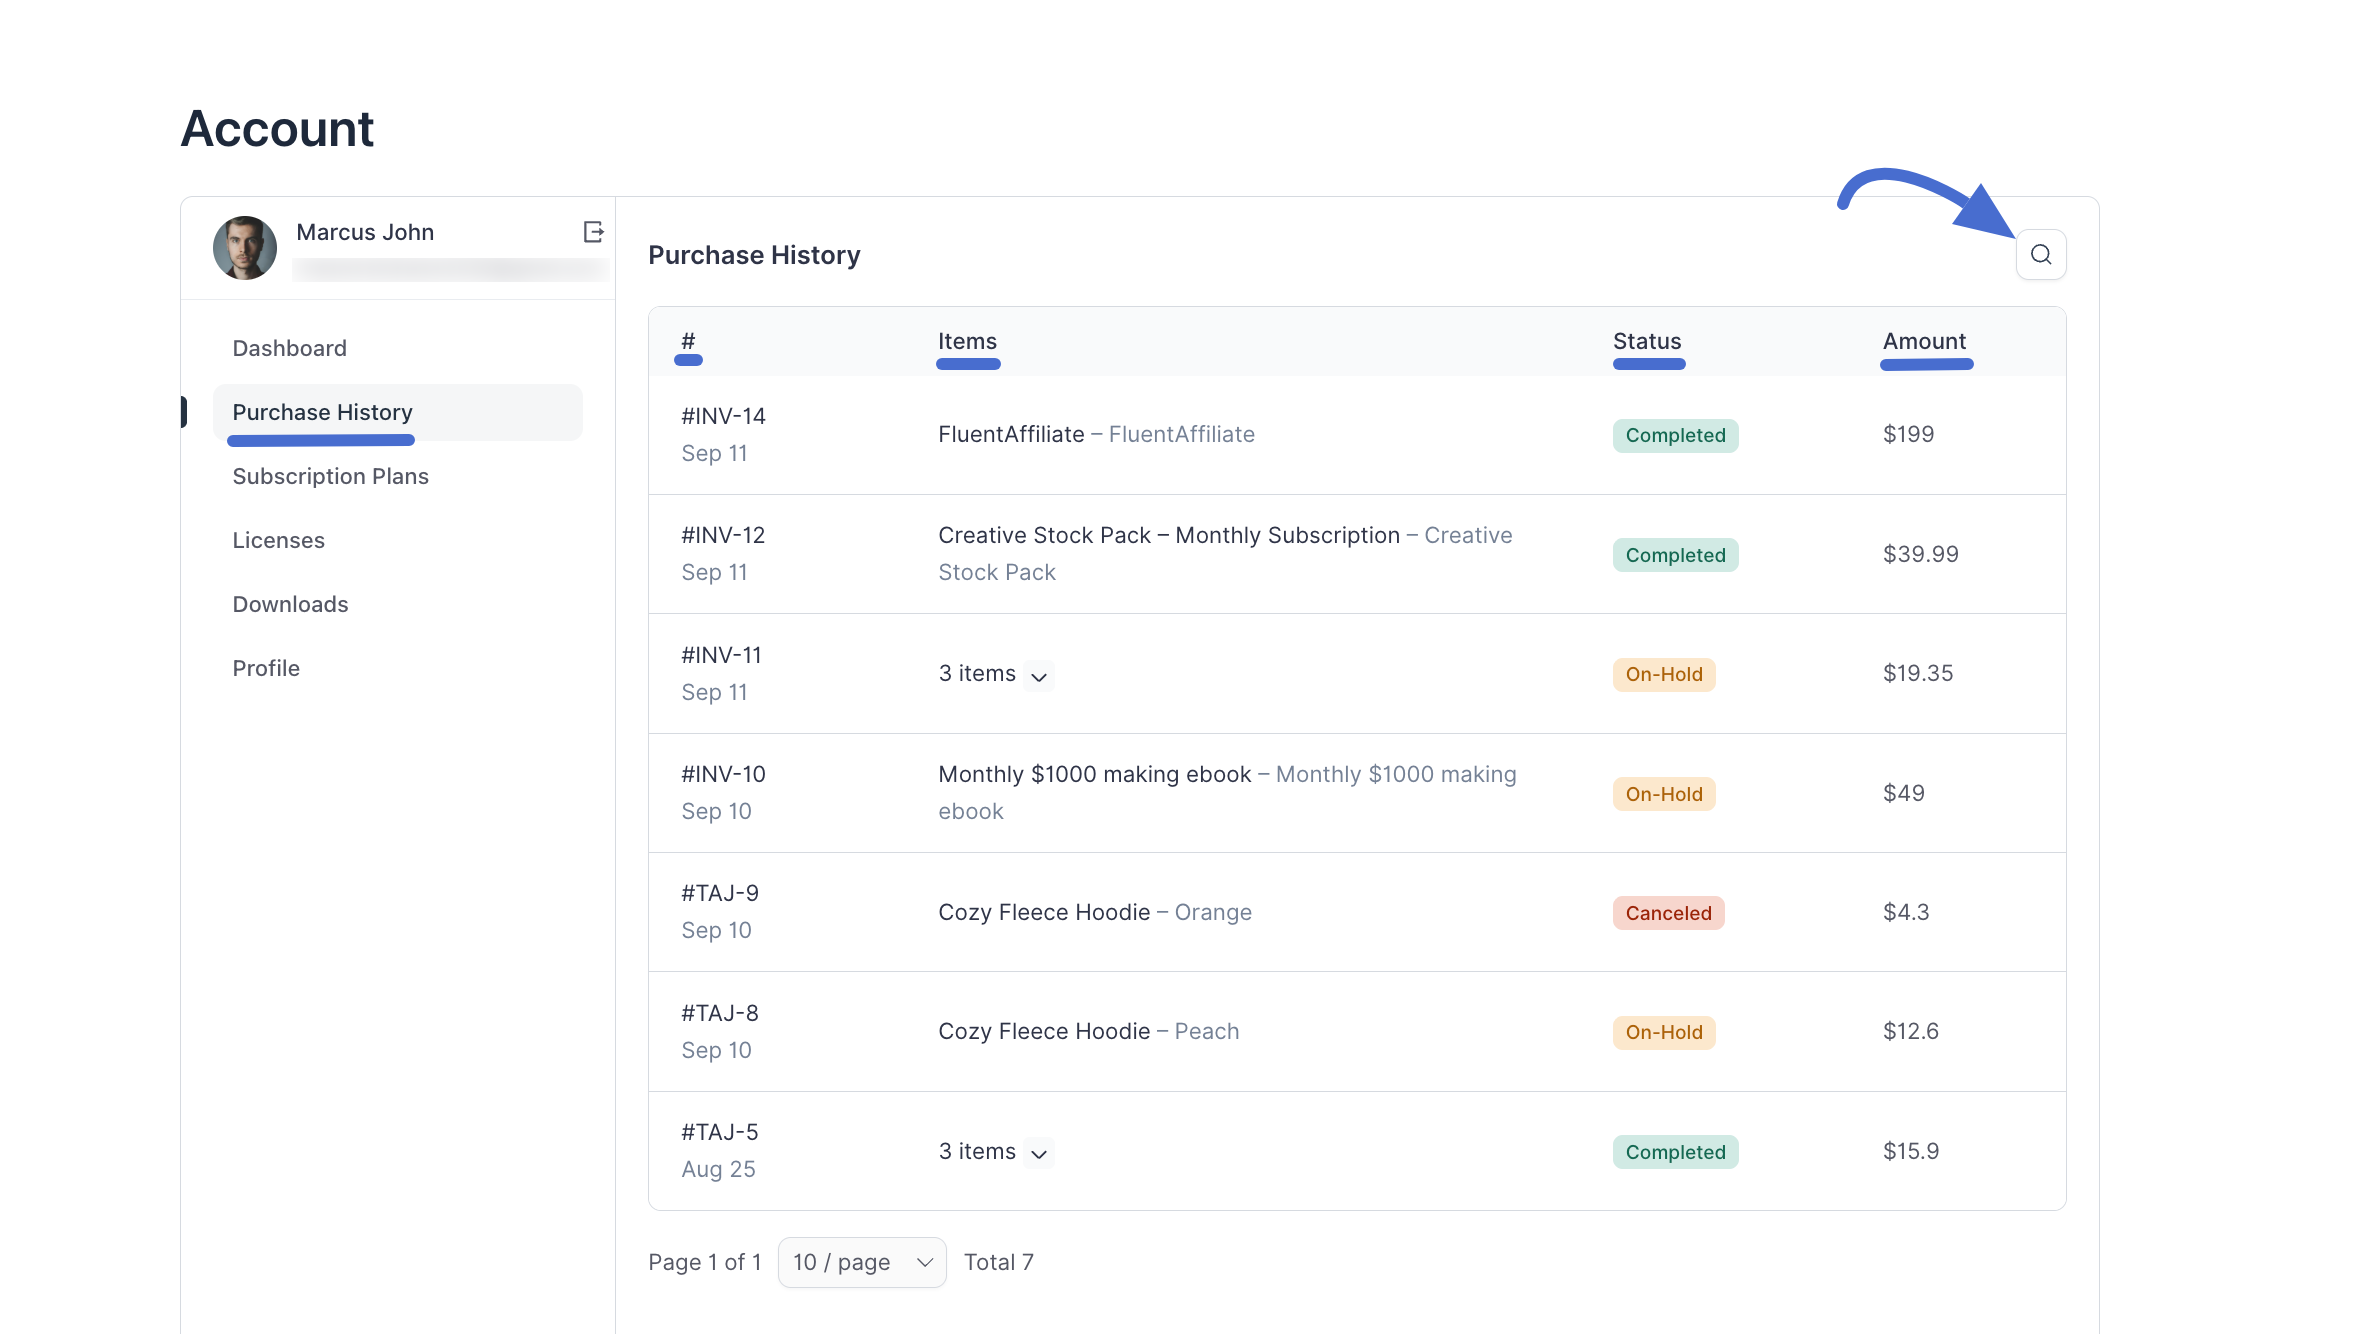 Account
Marcus John
Dashboard
Purchase History
Subscription Plans
Licenses
Downloads
Profile
Purchase History
# Items Status Amount
#INV-14
Sep 11
FluentAffiliate – FluentAffiliate
Completed
$199
#INV-12
Sep 11
Creative Stock Pack – Monthly Subscription – Creative
Stock Pack
Completed
$39.99
#INV-11
Sep 11
3 items
On-Hold
$19.35
#INV-10
Sep 10
Monthly $1000 making ebook – Monthly $1000 making
ebook
On-Hold
$49
#TAJ-9
Sep 10
Cozy Fleece Hoodie – Orange
Canceled
$4.3
#TAJ-8
Sep 10
Cozy Fleece Hoodie – Peach
On-Hold
$12.6
#TAJ-5
Aug 25
3 items
Completed
$15.9
Page 1 of 1 10 / page Total 7